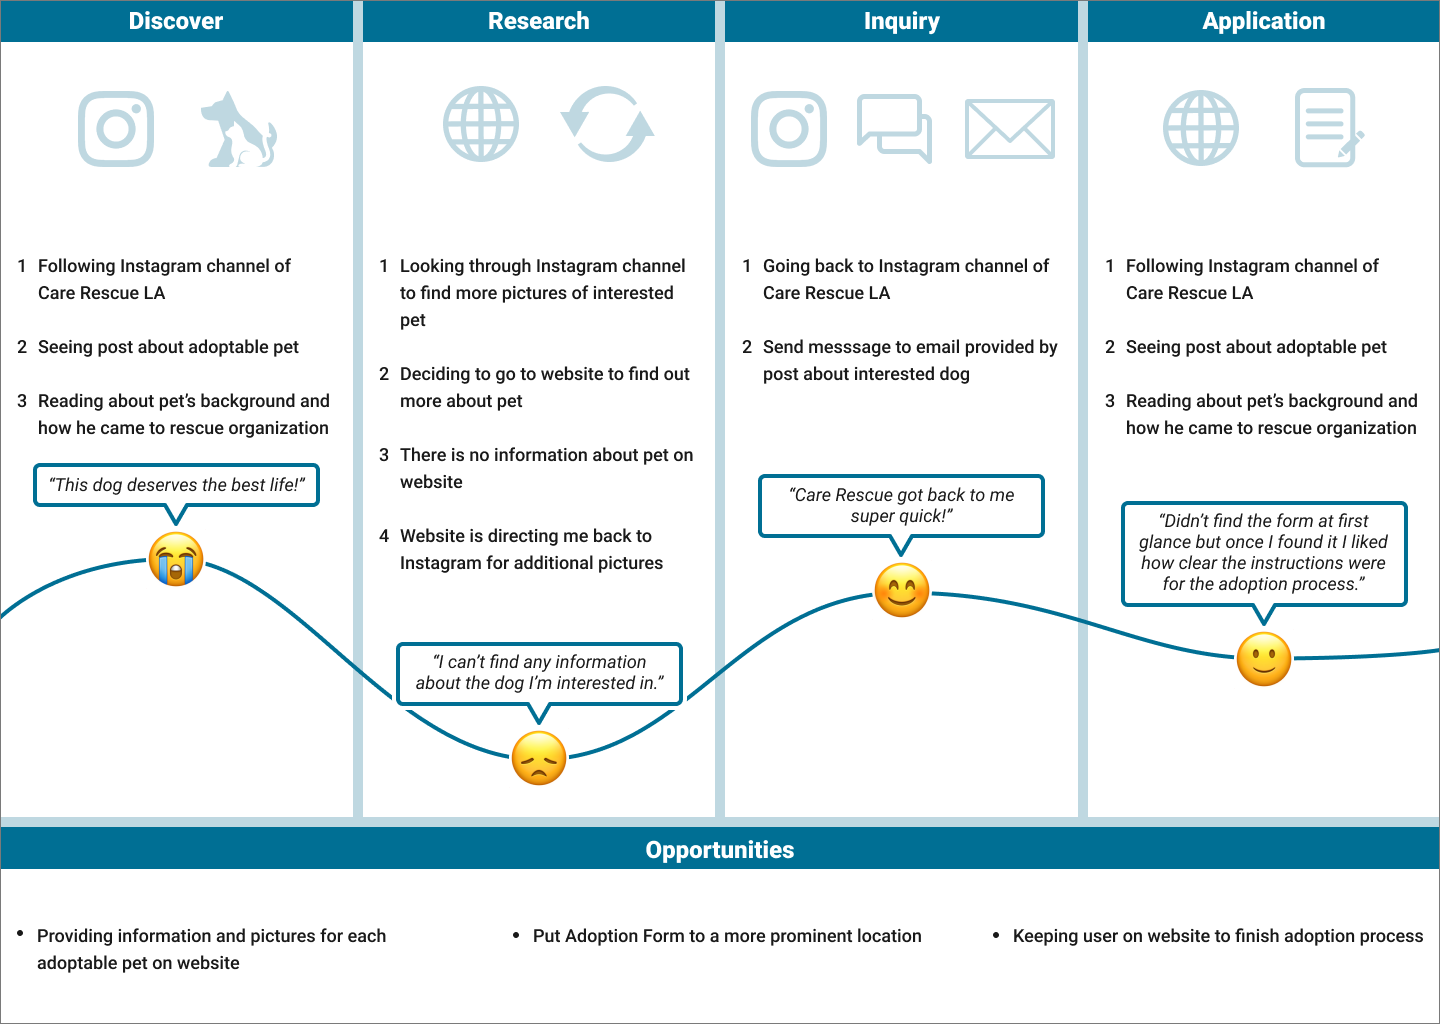 Discover
1 Following Instagram channel of
Care Rescue LA
2 Seeing post about adoptable pet
3 Reading about pet’s background and
how he came to rescue organization
“This dog deserves the best life!”
Research
1 Looking through Instagram channel
to find more pictures of interested
pet
2 Deciding to go to website to find out
more about pet
3 There is no information about pet on
website
4 Website is directing me back to
Instagram for additional pictures
“I can’t find any information
about the dog I’m interested in.”
Inquiry
1 Going back to Instagram channel of
Care Rescue LA
2 Send messsage to email provided by
post about interested dog
“Care Rescue got back to me
super quick!”
Application
1 Following Instagram channel of
Care Rescue LA
2 Seeing post about adoptable pet
3 Reading about pet’s background and
how he came to rescue organization
“Didn’t find the form at first
glance but once I found it I liked
how clear the instructions were
for the adoption process.”
Opportunities
• Providing information and pictures for each
adoptable pet on website
• Put Adoption Form to a more prominent location
• Keeping user on website to finish adoption process